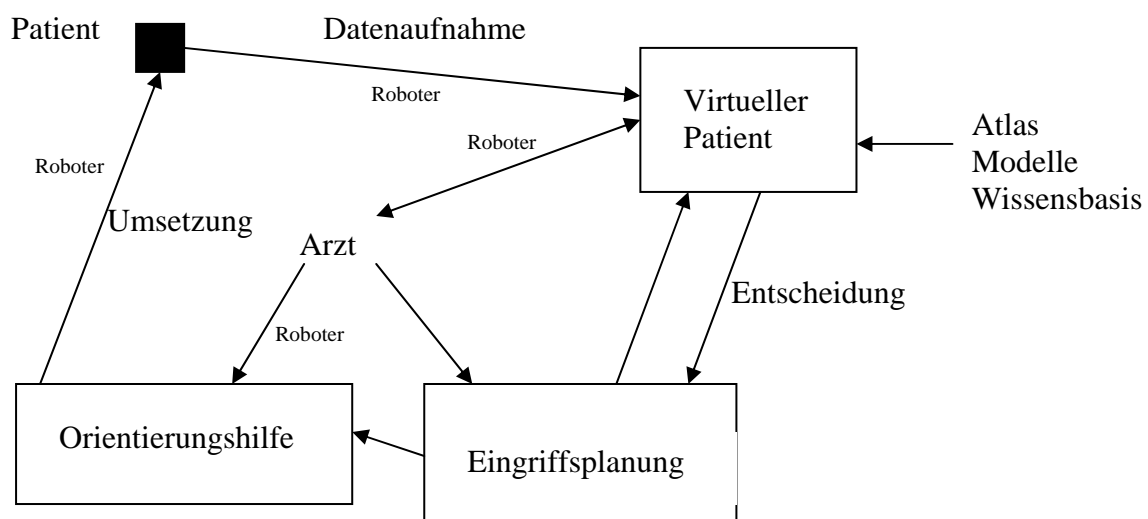 Patient
Datenaufnahme
Roboter
Virtueller
Patient
Roboter
Atlas
Modelle
Wissensbasis
Roboter
Umsetzung
Arzt
Entscheidung
Roboter
Orientierungshilfe
Eingriffsplanung